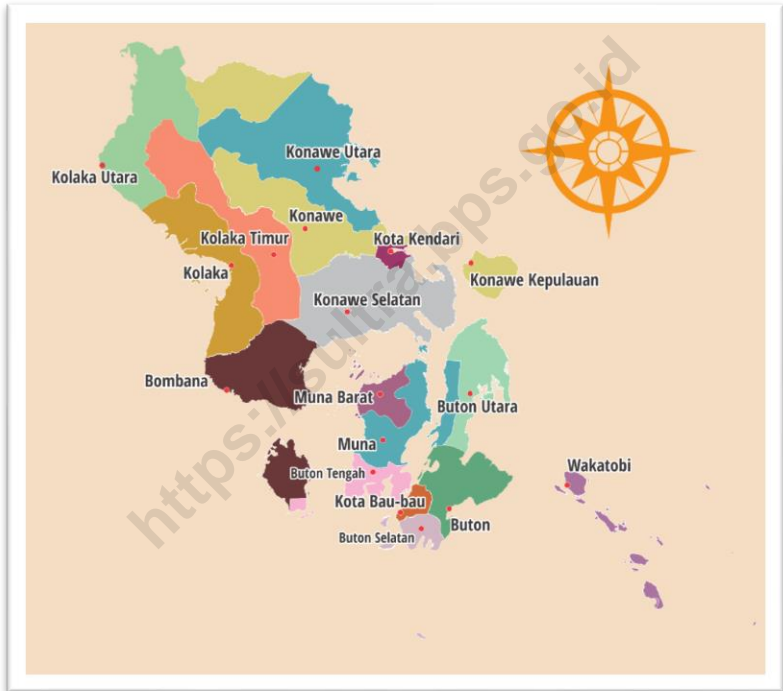 Konawe Utara
Kolaka Utara
Konawe
Kolaka Timur
Kota Kendari
Kolaka
Konawe Kepulauan
Konawe Selatan
Bombana
Muna Barat
Buton Utara
Muna
Buton Tengah
Wakatobi
Kota Bau-bau
Buton
Buton Selatan
https://sultra.bps.go.id